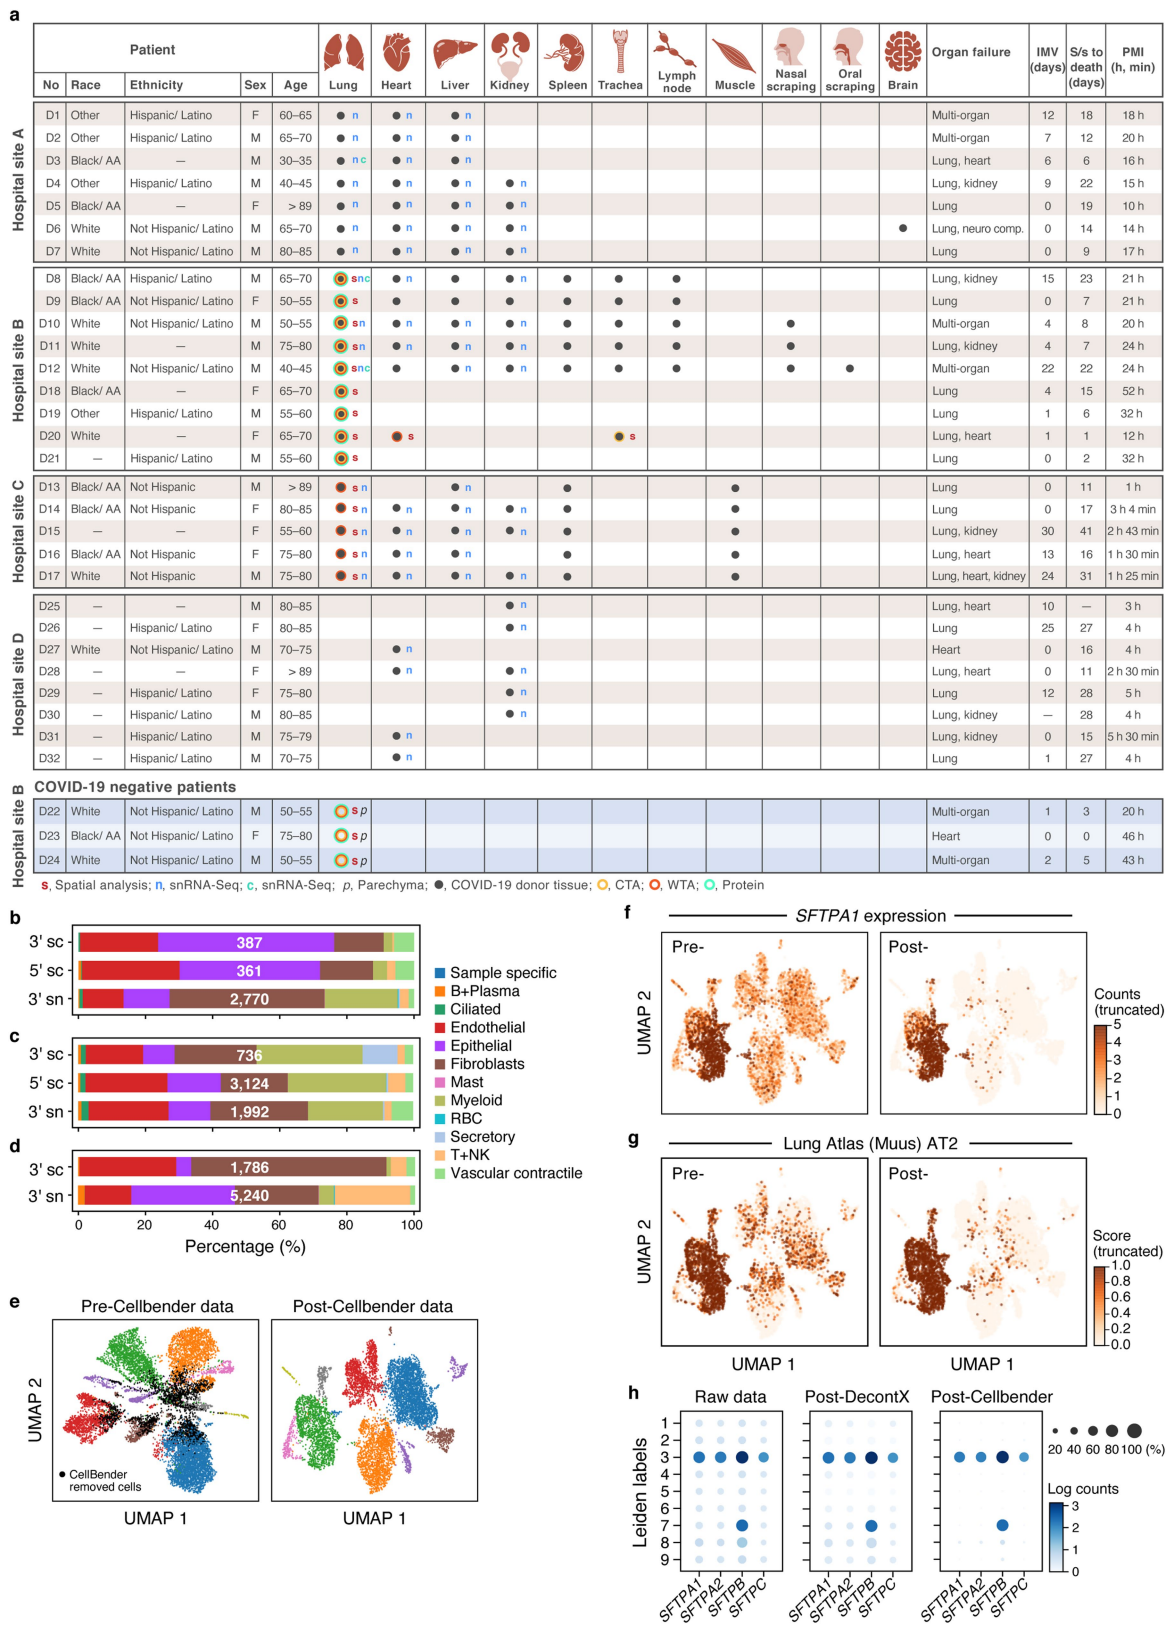 a
Patient
Lung Heart Liver Kidney Spleen Trachea Lymph node Muscle Nasal scraping Oral scraping Brain
Organ failure IMV (days) S/s to death (days) PMI (h, min)
No Race Ethnicity Sex Age
Hospital site A
D1 Other Hispanic/ Latino F 60–65 n n n Multi-organ 12 18 18 h
D2 Other Hispanic/ Latino M 65–70 n n n Multi-organ 7 12 20 h
D3 Black/ AA — M 30–35 n c n n Lung, heart 6 6 16 h
D4 Other Hispanic/ Latino M 40–45 n n n n Lung, kidney 9 22 15 h
D5 Black/ AA — F > 89 n n n n Lung 0 19 10 h
D6 White Not Hispanic/ Latino M 65–70 n n n n Lung, neuro comp. 0 14 14 h
D7 White Not Hispanic/ Latino M 80–85 n n n n Lung 0 9 17 h
Hospital site B
D8 Black/ AA Hispanic/ Latino M 65–70 s n c n n Lung, kidney 15 23 21 h
D9 Black/ AA Not Hispanic/ Latino F 50–55 s Lung 0 7 21 h
D10 White Not Hispanic/ Latino M 50–55 s n n n n Multi-organ 4 8 20 h
D11 White — M 75–80 s n n n n Lung, kidney 4 7 24 h
D12 White Not Hispanic/ Latino M 40–45 s n c n n Multi-organ 22 22 24 h
D18 Black/ AA — F 65–70 s Lung 4 15 52 h
D19 Other Hispanic/ Latino M 55–60 s Lung 1 6 32 h
D20 White — F 65–70 s s s Lung, heart 1 1 12 h
D21 — Hispanic/ Latino M 55–60 s Lung 0 2 32 h
Hospital site C
D13 Black/ AA Not Hispanic M > 89 s n n Lung 0 11 1 h
D14 Black/ AA Not Hispanic F 80–85 s n n n n Lung 0 17 3 h 4 min
D15 — — F 55–60 s n n n n Lung, kidney 30 41 2 h 43 min
D16 Black/ AA Not Hispanic F 75–80 s n n n Lung, heart 13 16 1 h 30 min
D17 White Not Hispanic M 75–80 s n n n n Lung, heart, kidney 24 31 1 h 25 min
Hospital site D
D25 — — M 80–85 n Lung, heart 10 — 3 h
D26 — Hispanic/ Latino F 80–85 n Lung 25 27 4 h
D27 White Not Hispanic/ Latino M 70–75 n Heart 0 16 4 h
D28 — — F > 89 n n Lung, heart 0 11 2 h 30 min
D29 — Hispanic/ Latino F 75–80 n Lung 12 28 5 h
D30 — Hispanic/ Latino M 80–85 n Lung, kidney — 28 4 h
D31 — Hispanic/ Latino M 75–79 n Lung, kidney 0 15 5 h 30 min
D32 — Hispanic/ Latino M 70–75 n Lung 1 27 4 h
COVID-19 negative patients
Hospital site B
D22 White Not Hispanic/ Latino M 50–55 s p Multi-organ 1 3 20 h
D23 Black/ AA Not Hispanic/ Latino F 75–80 s p Heart 0 0 46 h
D24 White Not Hispanic/ Latino M 50–55 s p Multi-organ 2 5 43 h
s, Spatial analysis; n, snRNA-Seq; c, snRNA-Seq; p, Parechyma; , COVID-19 donor tissue; , CTA; , WTA; , Protein
b
3' sc 387
5' sc 361
3' sn 2,770
c
3' sc 736
5' sc 3,124
3' sn 1,992
d
3' sc 1,786
3' sn 5,240
0 20 40 60 80 100
Percentage (%)
Sample specific
B+Plasma
Ciliated
Endothelial
Epithelial
Fibroblasts
Mast
Myeloid
RBC
Secretory
T+NK
Vascular contractile
e
Pre-Cellbender data Post-Cellbender data
CellBender
removed cells
UMAP 2
UMAP 1 UMAP 1
f
SFTPA1 expression
Pre- Post-
UMAP 2
Counts
(truncated)
5
4
3
2
1
0
g
Lung Atlas (Muus) AT2
Pre- Post-
UMAP 2
Score
(truncated)
1.0
0.8
0.6
0.4
0.2
0.0
UMAP 1 UMAP 1
h
Raw data Post-DecontX Post-Cellbender
Leiden labels
1
2
3
4
5
6
7
8
9
SFTPA1 SFTPA2 SFTPB SFTPC SFTPA1 SFTPA2 SFTPB SFTPC SFTPA1 SFTPA2 SFTPB SFTPC
20 40 60 80 100 (%)
Log counts
3
2
1
0